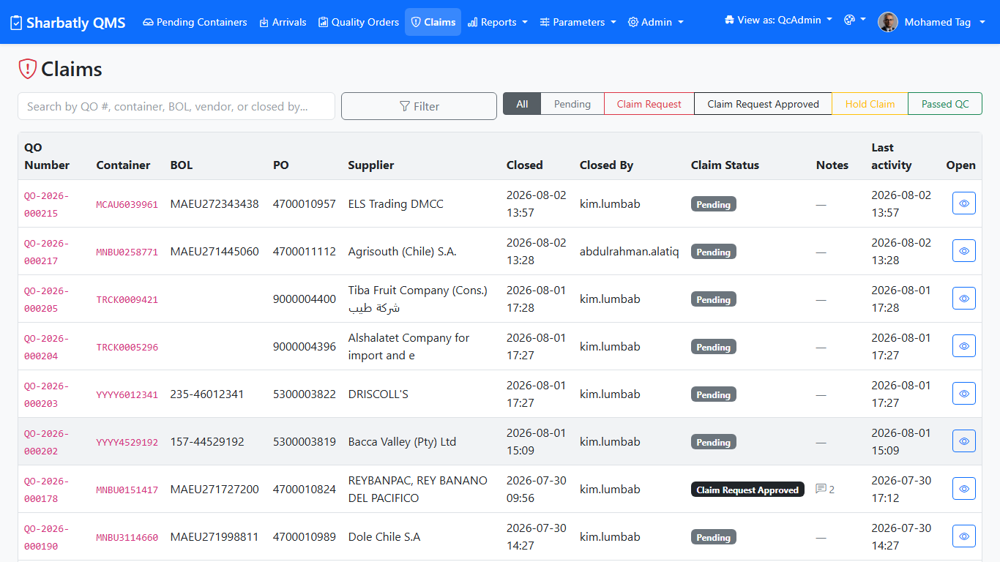 Sharbatly QMS Pending Containers Arrivals Quality Orders Claims Reports Parameters Admin View as: QcAdmin Mohamed Tag
Claims
Search by QO #, container, BOL, vendor, or closed by... Filter All Pending Claim Request Claim Request Approved Hold Claim Passed QC
QO Number Container BOL PO Supplier Closed Closed By Claim Status Notes Last activity Open
QO-2026-000215 MCAU6039961 MAEU272343438 4700010957 ELS Trading DMCC 2026-08-02 13:57 kim.lumbab Pending — 2026-08-02 13:57
QO-2026-000217 MNBU0258771 MAEU271445060 4700011112 Agrisouth (Chile) S.A. 2026-08-02 13:28 abdulrahman.alatiq Pending — 2026-08-02 13:28
QO-2026-000205 TRCK0009421 9000004400 Tiba Fruit Company (Cons.) شركة طيب 2026-08-01 17:28 kim.lumbab Pending — 2026-08-01 17:28
QO-2026-000204 TRCK0005296 9000004396 Alshalatet Company for import and e 2026-08-01 17:27 kim.lumbab Pending — 2026-08-01 17:27
QO-2026-000203 YYYY6012341 235-46012341 5300003822 DRISCOLL'S 2026-08-01 17:27 kim.lumbab Pending — 2026-08-01 17:27
QO-2026-000202 YYYY4529192 157-44529192 5300003819 Bacca Valley (Pty) Ltd 2026-08-01 15:09 kim.lumbab Pending — 2026-08-01 15:09
QO-2026-000178 MNBU0151417 MAEU271727200 4700010824 REYBANPAC, REY BANANO DEL PACIFICO 2026-07-30 09:56 kim.lumbab Claim Request Approved 2 2026-07-30 17:12
QO-2026-000190 MNBU3114660 MAEU271998811 4700010989 Dole Chile S.A 2026-07-30 14:27 kim.lumbab Pending — 2026-07-30 14:27